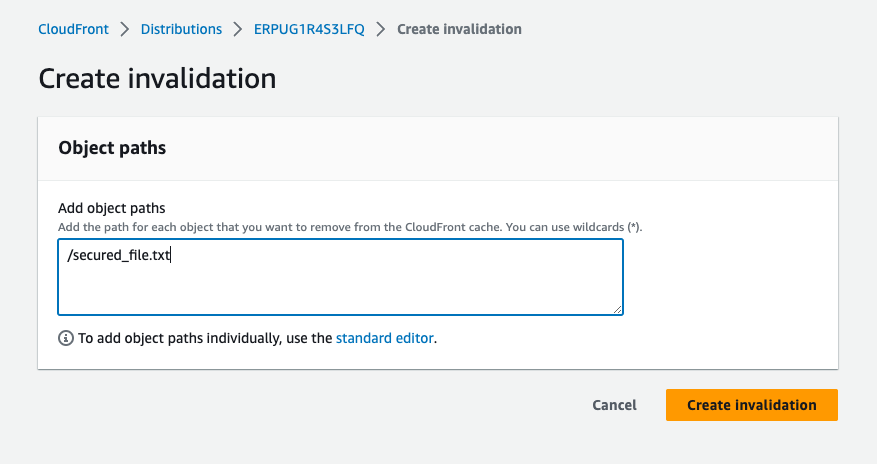 CloudFront > Distributions > ERPUG1R4S3LFQ > Create invalidation
Create invalidation
Object paths
Add object paths
Add the path for each object that you want to remove from the CloudFront cache. You can use wildcards (*).
/secured_file.txt
To add object paths individually, use the standard editor.
Cancel Create invalidation